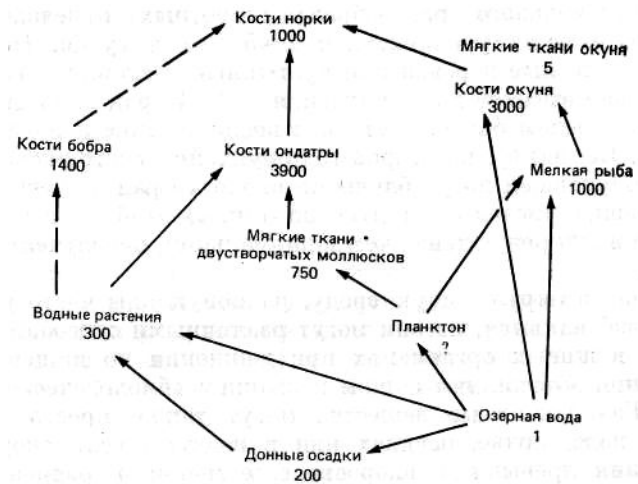 Кости норки
1000
Мягкие ткани окуня
5
Кости окуня
3000
Кости бобра
1400
Кости ондатры
3900
Мелкая рыба
1000
Мягкие ткани
двустворчатых моллюсков
750
Водные растения
300
Планктон
?
Озерная вода
1
Донные осадки
200